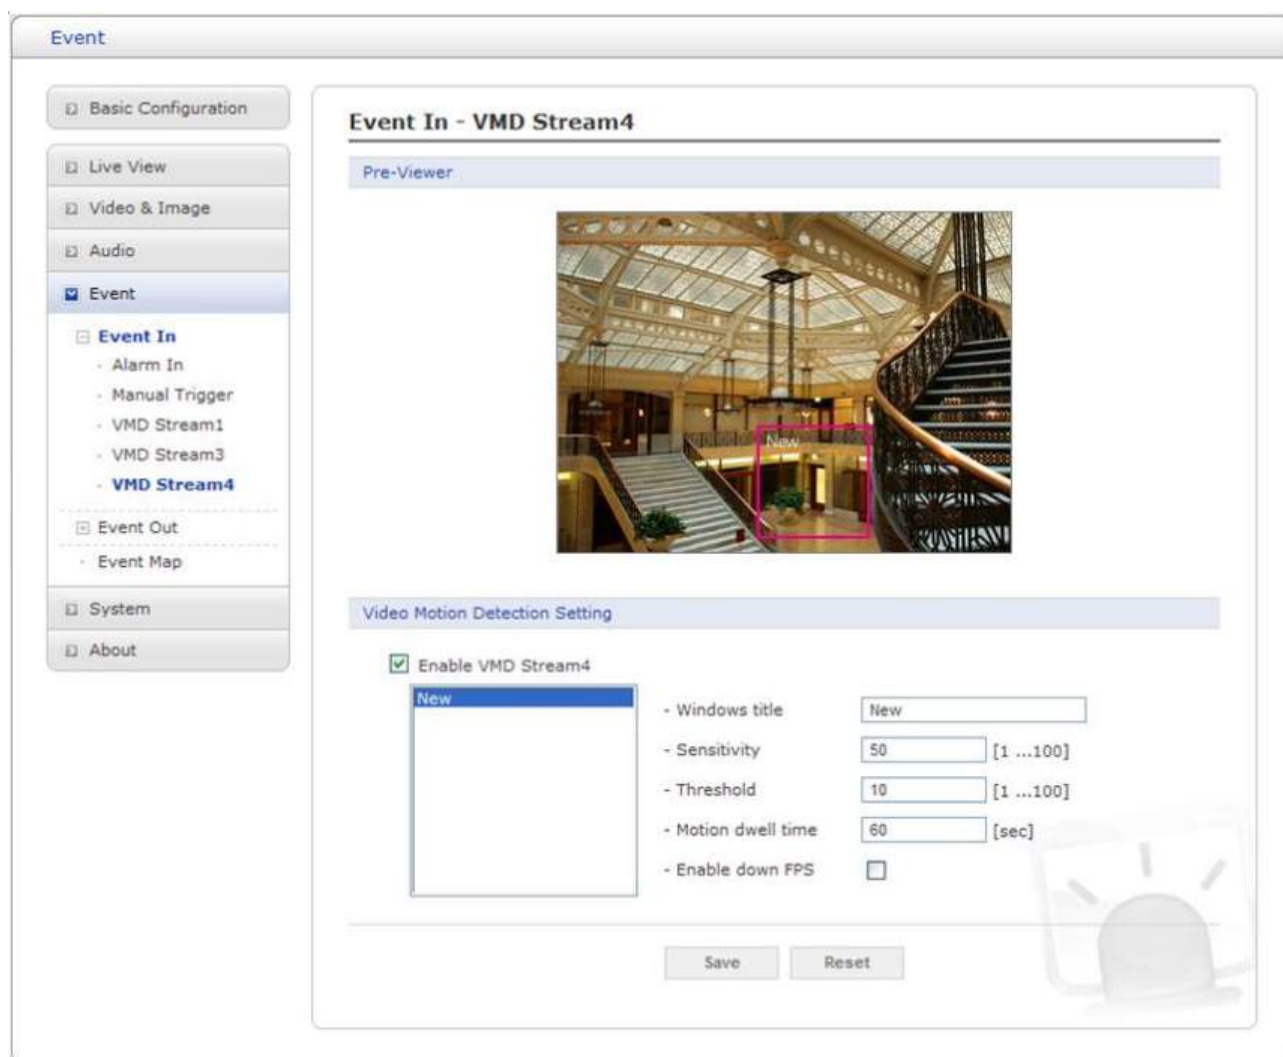 Event
Basic Configuration
Live View
Video & Image
Audio
Event
Event In
Alarm In
Manual Trigger
VMD Stream1
VMD Stream3
VMD Stream4
Event Out
Event Map
System
About
Event In - VMD Stream4
Pre-Viewer
New
Video Motion Detection Setting
Enable VMD Stream4
New
- Windows title New
- Sensitivity 50 [1 ...100]
- Threshold 10 [1 ...100]
- Motion dwell time 60 [sec]
- Enable down FPS
Save Reset